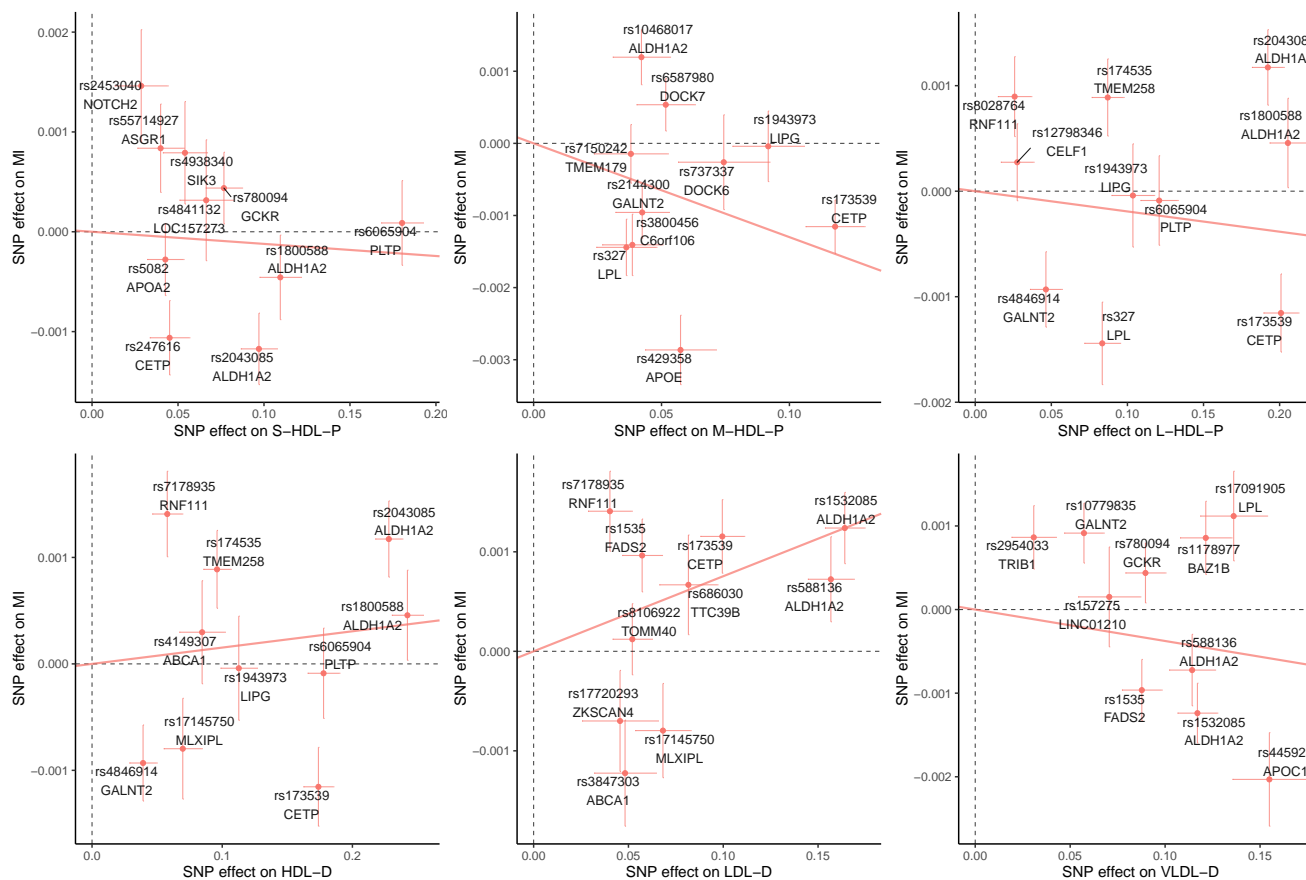 SNP effect on MI
0.002
0.001
0.000
−0.001
rs2453040
NOTCH2
rs55714927
ASGR1
rs4938340
SIK3
rs780094
GCKR
rs4841132
LOC157273
rs6065904
PLTP
rs5082
APOA2
rs1800588
ALDH1A2
rs247616
CETP
rs2043085
ALDH1A2
0.00
0.05
0.10
0.15
0.20
SNP effect on S−HDL−P
SNP effect on MI
0.001
0.000
−0.001
−0.002
−0.003
rs10468017
ALDH1A2
rs6587980
DOCK7
rs1943973
LIPG
rs7150242
TMEM179
rs737337
DOCK6
rs2144300
GALNT2
rs173539
CETP
rs3800456
C6orf106
rs327
LPL
rs429358
APOE
0.00
0.05
0.10
SNP effect on M−HDL−P
SNP effect on MI
0.001
0.000
−0.001
−0.002
rs204308
ALDH1A
rs174535
TMEM258
rs8028764
RNF111
rs1800588
ALDH1A2
rs12798346
CELF1
rs1943973
LIPG
rs6065904
PLTP
rs4846914
GALNT2
rs327
LPL
rs173539
CETP
0.00
0.05
0.10
0.15
0.20
SNP effect on L−HDL−P
SNP effect on MI
0.001
0.000
−0.001
rs7178935
RNF111
rs2043085
ALDH1A2
rs174535
TMEM258
rs1800588
ALDH1A2
rs4149307
ABCA1
rs6065904
PLTP
rs1943973
LIPG
rs17145750
MLXIPL
rs4846914
GALNT2
rs173539
CETP
0.0
0.1
0.2
SNP effect on HDL−D
SNP effect on MI
0.001
0.000
−0.001
rs7178935
RNF111
rs1532085
ALDH1A2
rs1535
FADS2
rs173539
CETP
rs588136
ALDH1A2
rs686030
TTC39B
rs8106922
TOMM40
rs17720293
ZKSCAN4
rs17145750
MLXIPL
rs3847303
ABCA1
0.00
0.05
0.10
0.15
SNP effect on LDL−D
SNP effect on MI
0.001
0.000
−0.001
−0.002
rs17091905
LPL
rs10779835
GALNT2
rs2954033
TRIB1
rs780094
GCKR
rs1178977
BAZ1B
rs157275
LINC01210
rs588136
ALDH1A2
rs1535
FADS2
rs1532085
ALDH1A2
rs44592
APOC1
0.00
0.05
0.10
0.15
SNP effect on VLDL−D